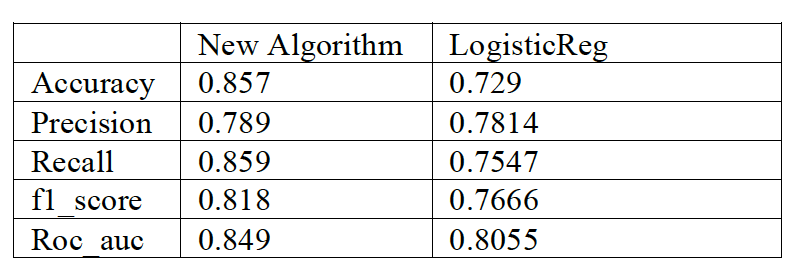 New Algorithm LogisticReg
Accuracy 0.857 0.729
Precision 0.789 0.7814
Recall 0.859 0.7547
f1_score 0.818 0.7666
Roc_auc 0.849 0.8055